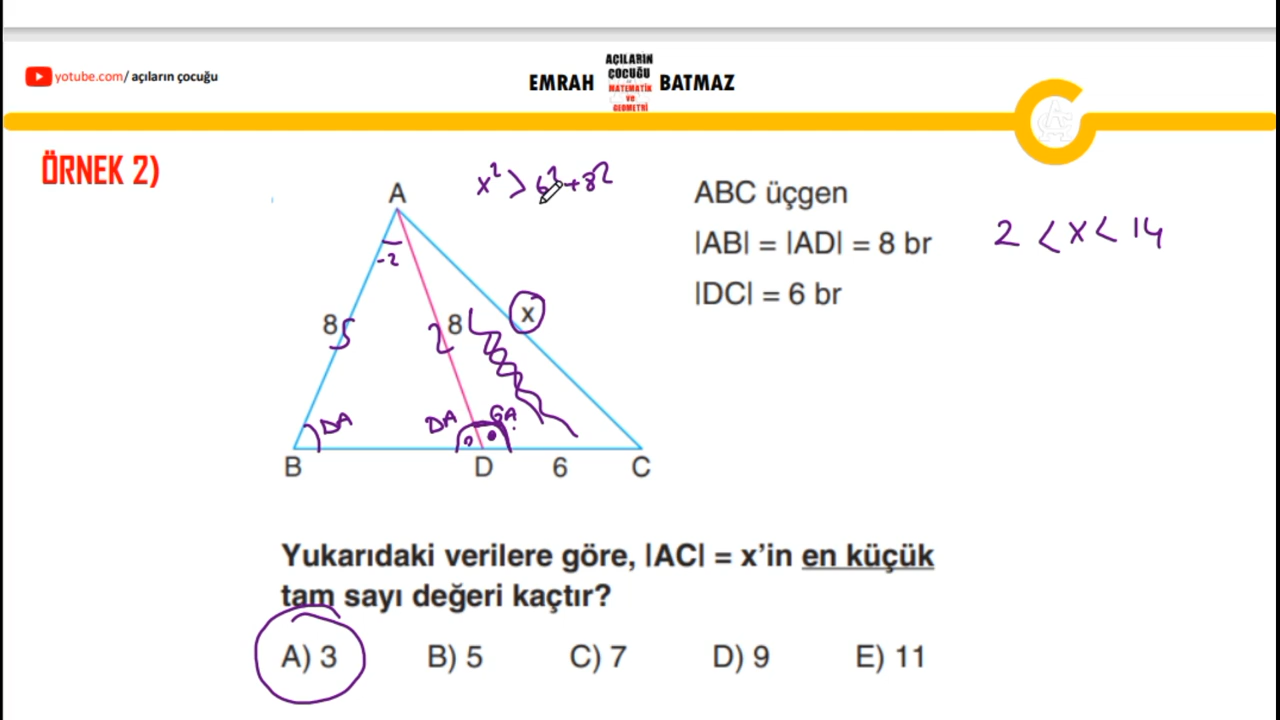 yotube.com/ açıların çocuğu
EMRAH
AÇILARIN
ÇOCUĞU
MATEMATİK
ve
GEOMETRİ
BATMAZ
ÖRNEK 2)
x² > 6² + 8²
ABC üçgen
|AB| = |AD| = 8 br
2 < x < 14
|DC| = 6 br
A
-2
8
8
x
DA
DA
GA
B
D
6
C
Yukarıdaki verilere göre, |AC| = x'in en küçük
tam sayı değeri kaçtır?
A) 3 B) 5 C) 7 D) 9 E) 11